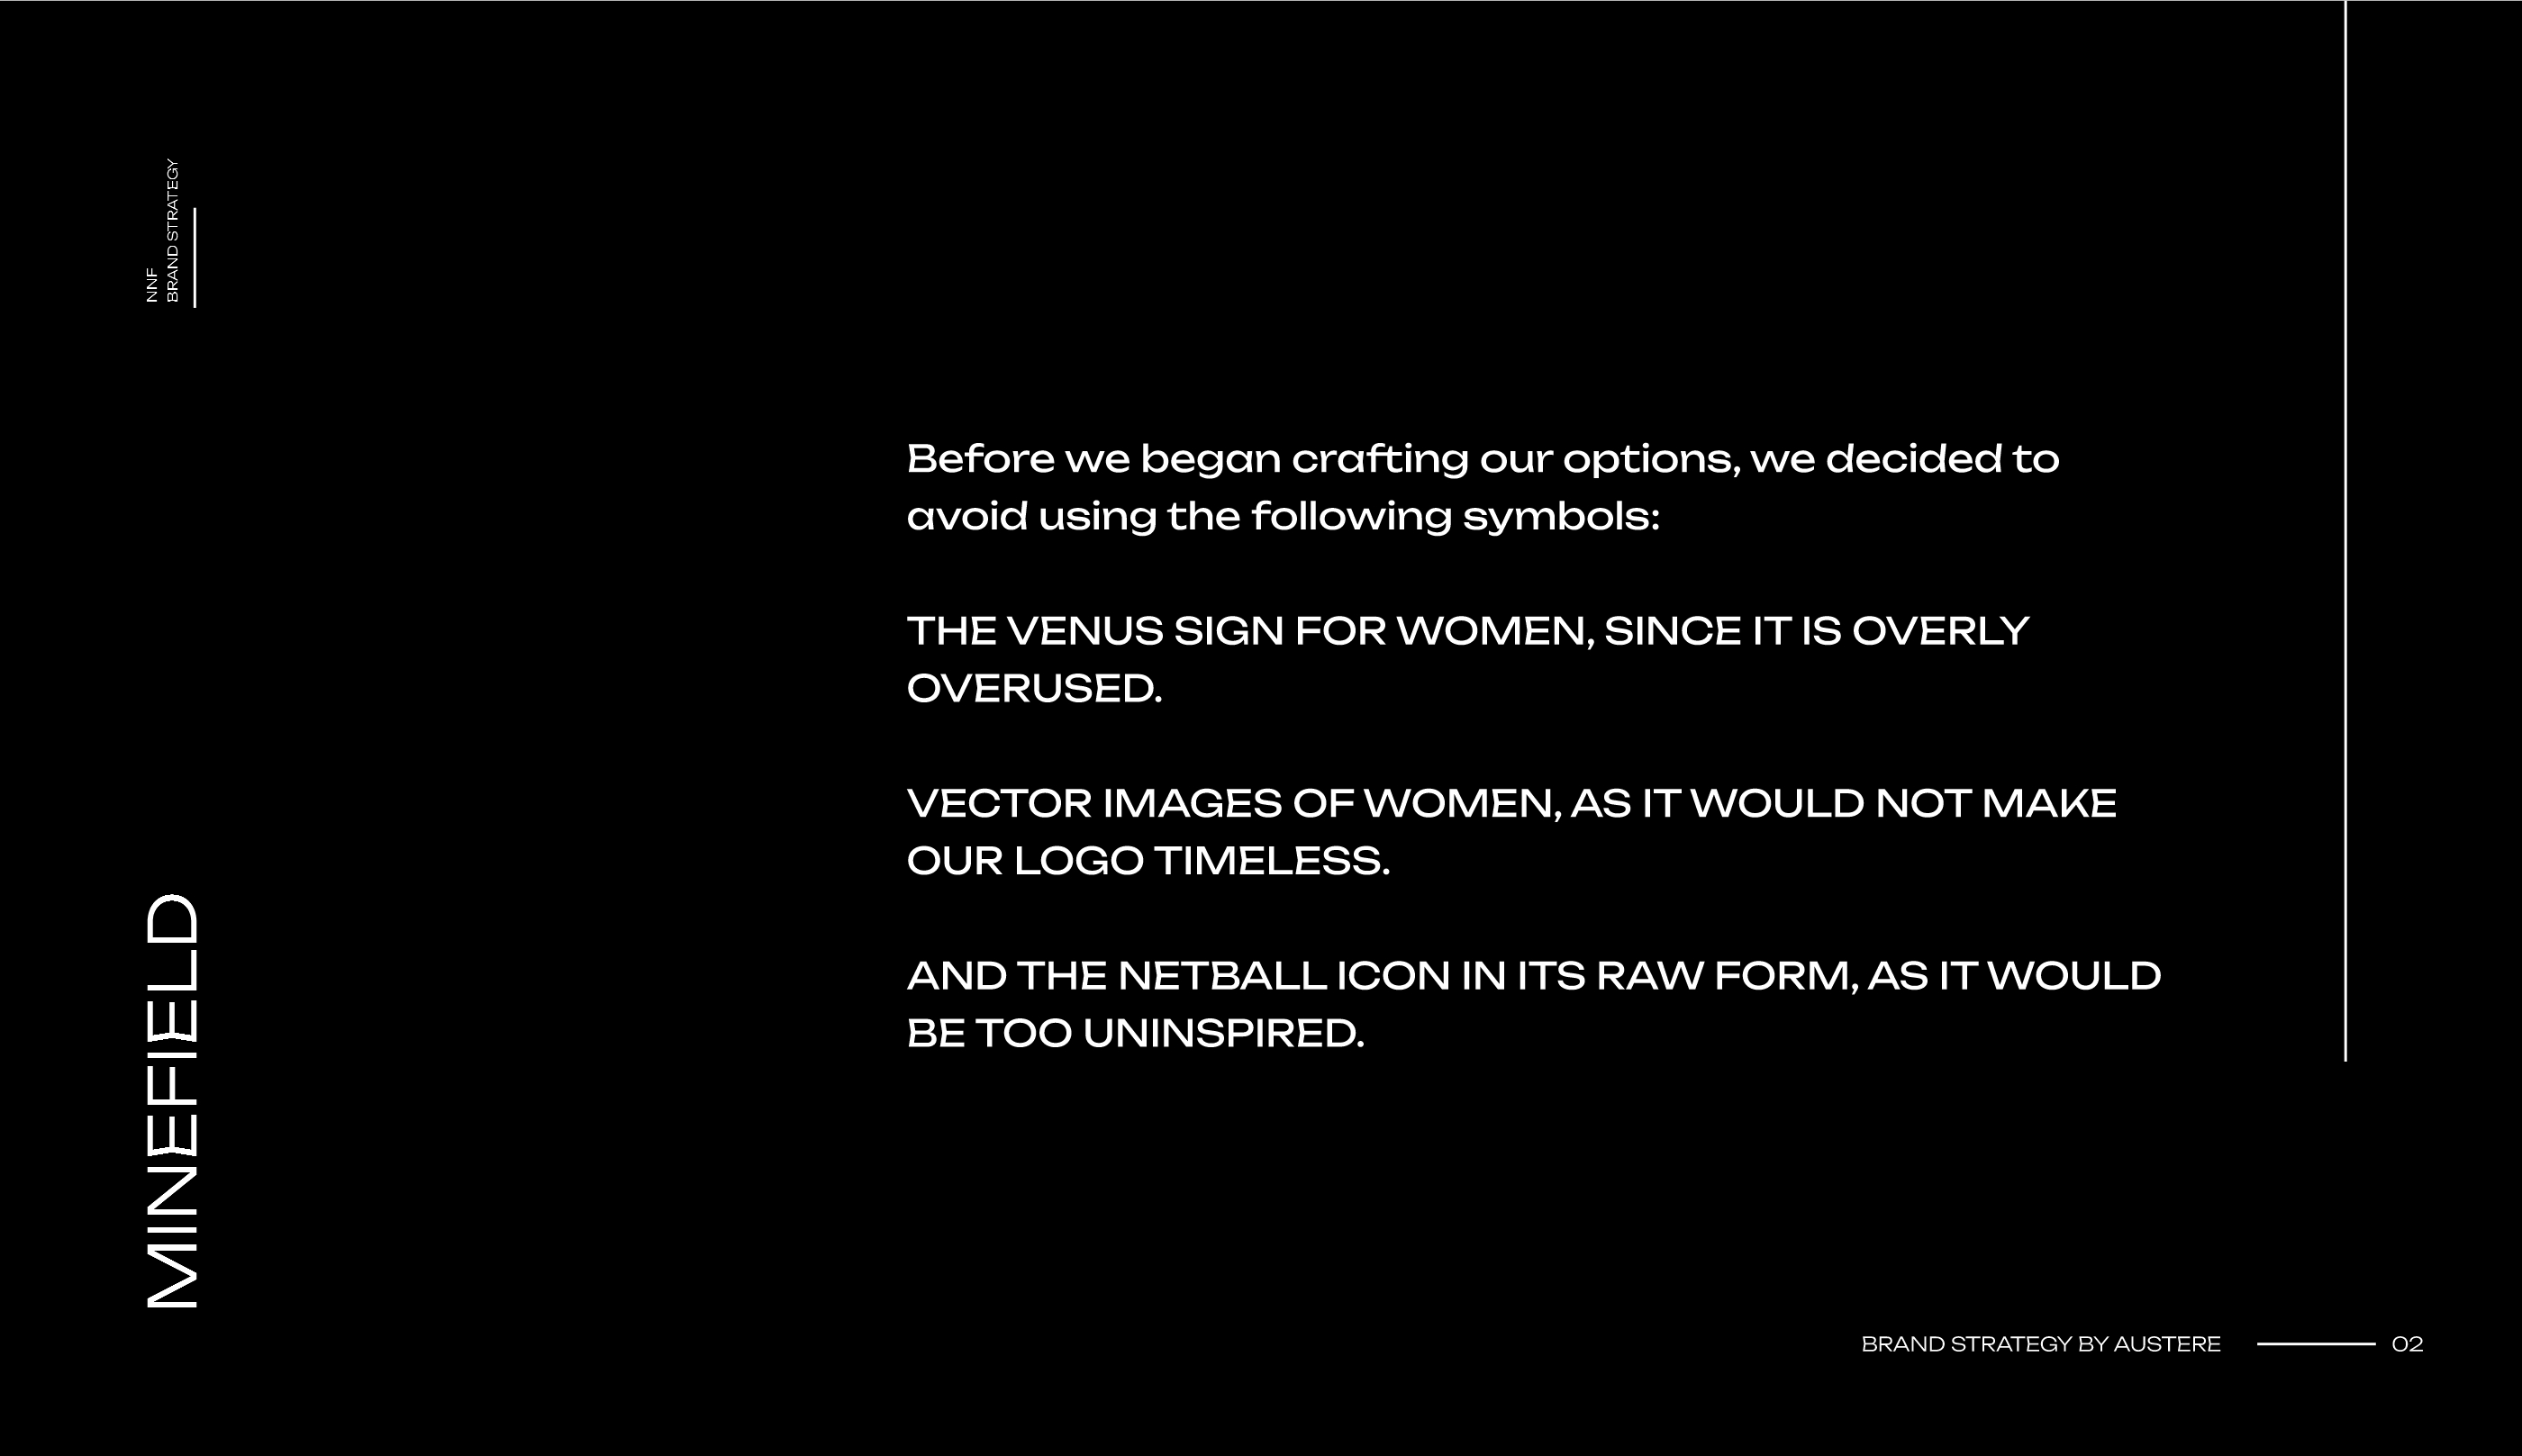 NNF
BRAND STRATEGY
MINEFIELD
Before we began crafting our options, we decided to
avoid using the following symbols:
THE VENUS SIGN FOR WOMEN, SINCE IT IS OVERLY
OVERUSED.
VECTOR IMAGES OF WOMEN, AS IT WOULD NOT MAKE
OUR LOGO TIMELESS.
AND THE NETBALL ICON IN ITS RAW FORM, AS IT WOULD
BE TOO UNINSPIRED.
BRAND STRATEGY BY AUSTERE
02